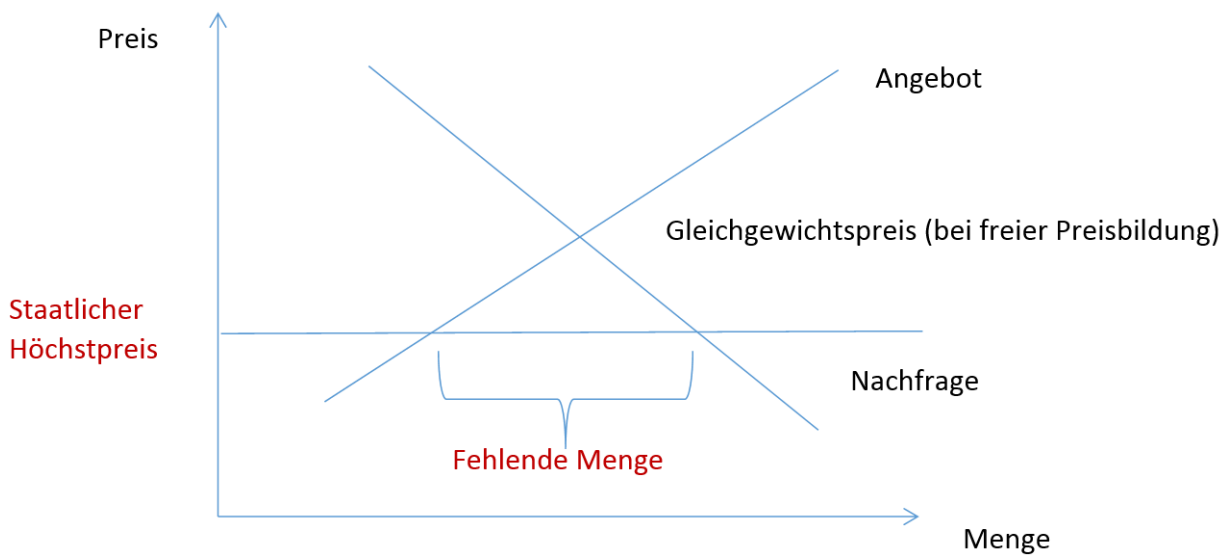 Preis
Angebot
Gleichgewichtspreis (bei freier Preisbildung)
Staatlicher
Höchstpreis
Nachfrage
Fehlende Menge
Menge